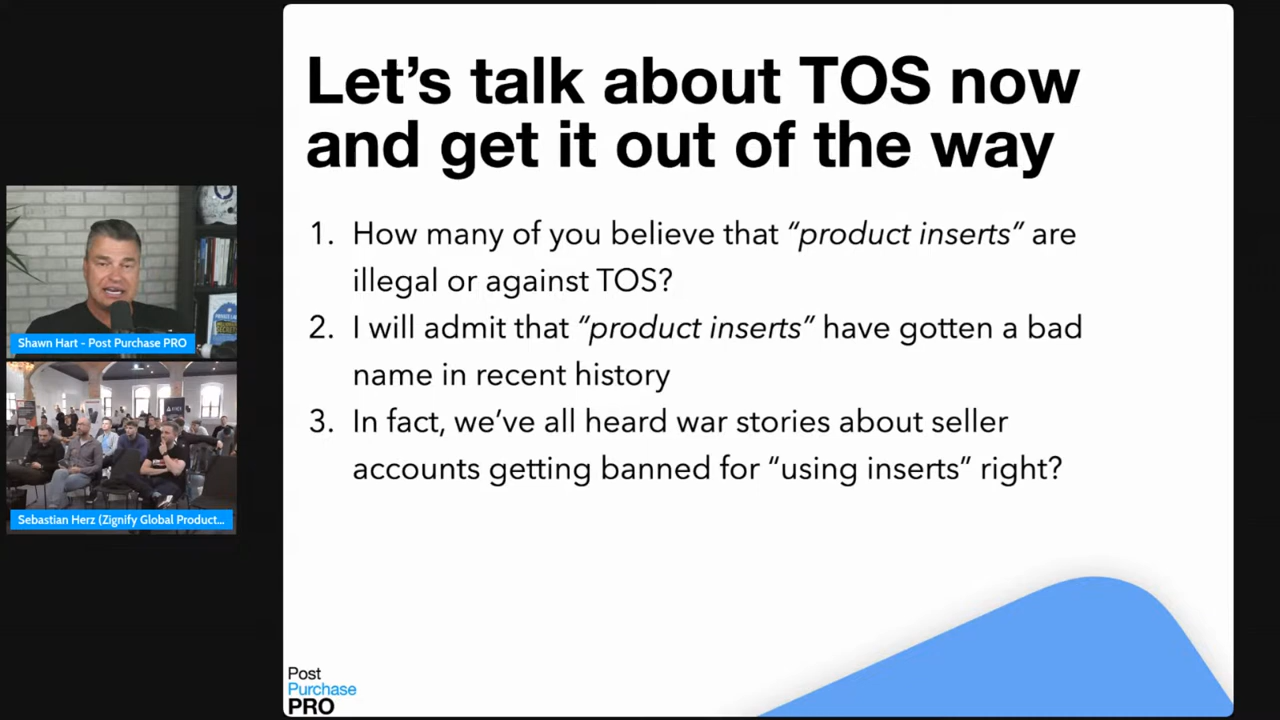 Let's talk about TOS now
and get it out of the way
1. How many of you believe that “product inserts” are
illegal or against TOS?
2. I will admit that “product inserts” have gotten a bad
name in recent history
3. In fact, we've all heard war stories about seller
accounts getting banned for “using inserts” right?
Shawn Hart - Post Purchase PRO
Sebastian Herz (Zignify Global Product...
Post
Purchase
PRO